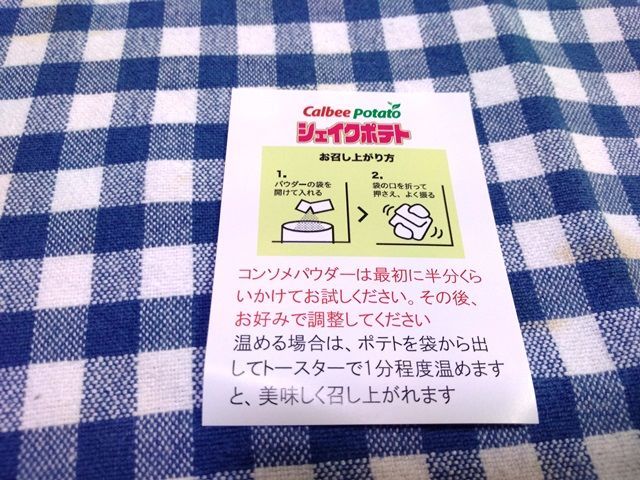 Calbee Potato
シェイクポテト
お召し上がり方
1.
パウダーの袋を
開けて入れる
2.
袋の口を折って
押さえ、よく振る
コンソメパウダーは最初に半分くら
いかけてお試しください。その後、
お好みで調整してください
温める場合は、ポテトを袋から出
してトースターで1分程度温めます
と、美味しく召し上がれます